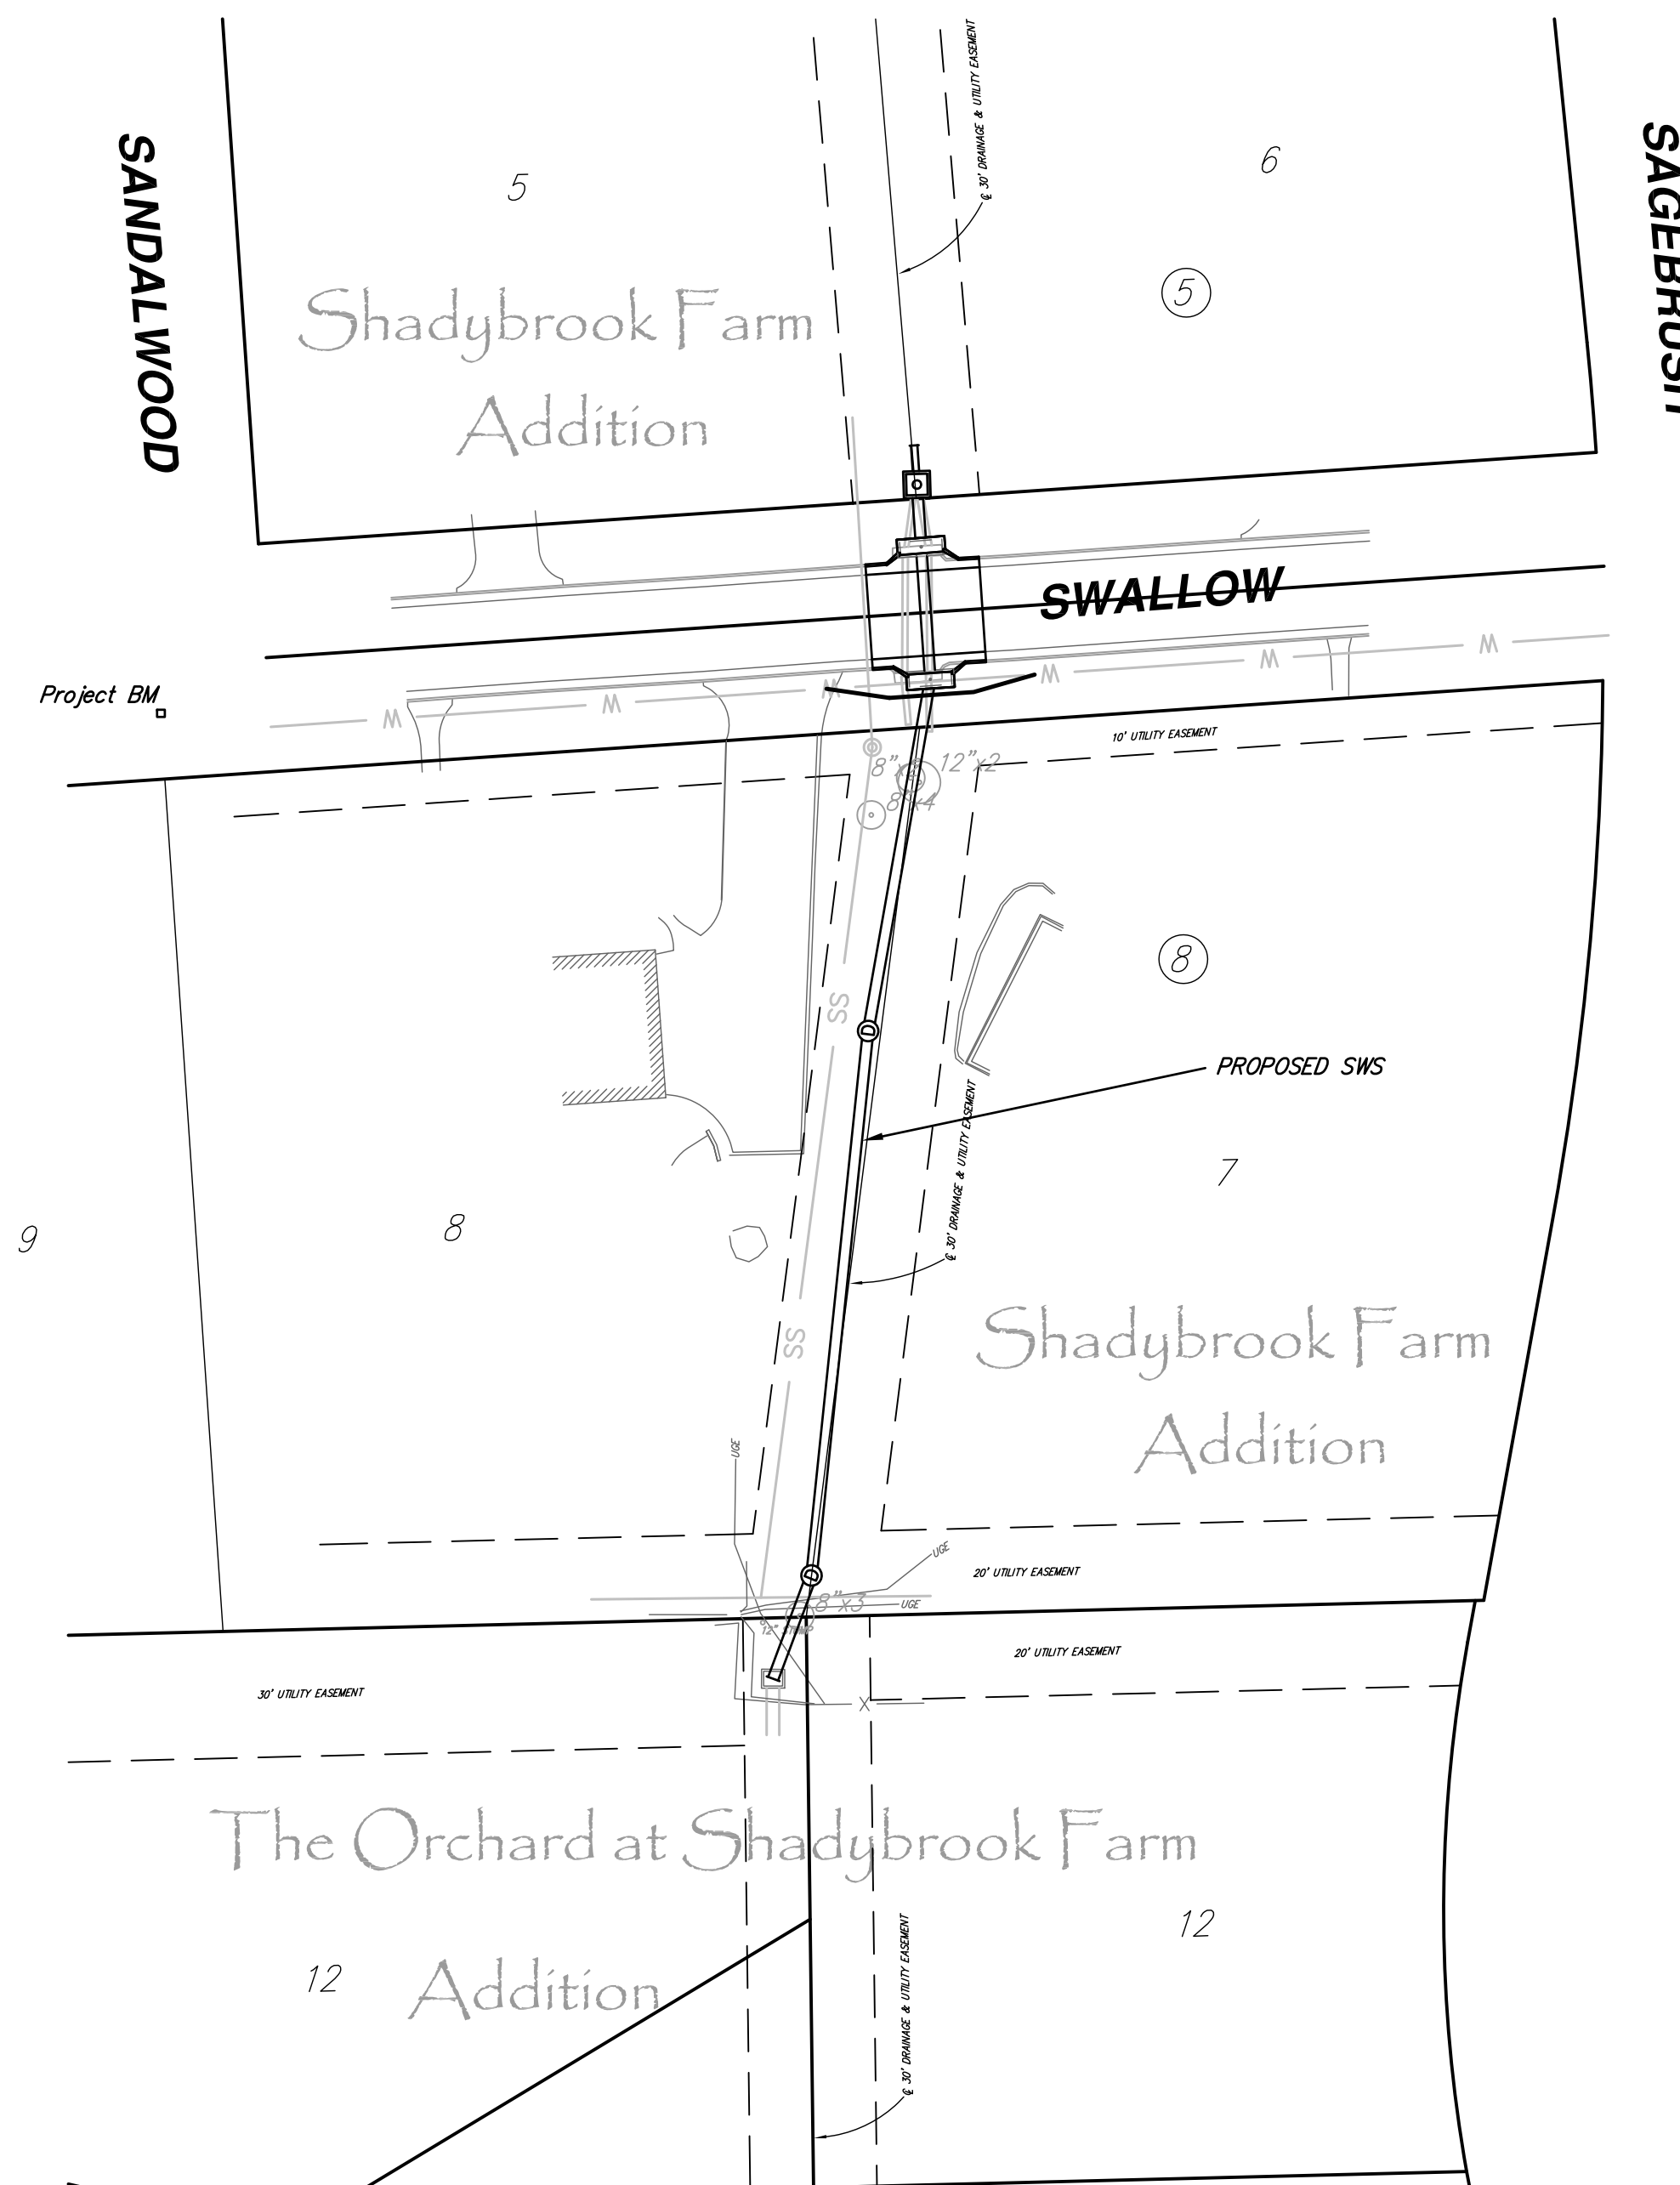 ℄ 30' DRAINAGE & UTILITY EASEMENT
SANDALWOOD
5
6
SAGEBRUSH
5
Shadybrook Farm
Addition
SWALLOW
W
W
W
W
W
W
Project BM
10' UTILITY EASEMENT
12"x2
8"x4
8
SS
D
PROPOSED SWS
℄ 30' DRAINAGE & UTILITY EASEMENT
7
8
9
Shadybrook Farm
SS
Addition
UGE
UGE
D
20' UTILITY EASEMENT
8"x3
UGE
12" STUMP
20' UTILITY EASEMENT
30' UTILITY EASEMENT
X
The Orchard at Shadybrook Farm
Addition
12
12
℄ 30' DRAINAGE & UTILITY EASEMENT